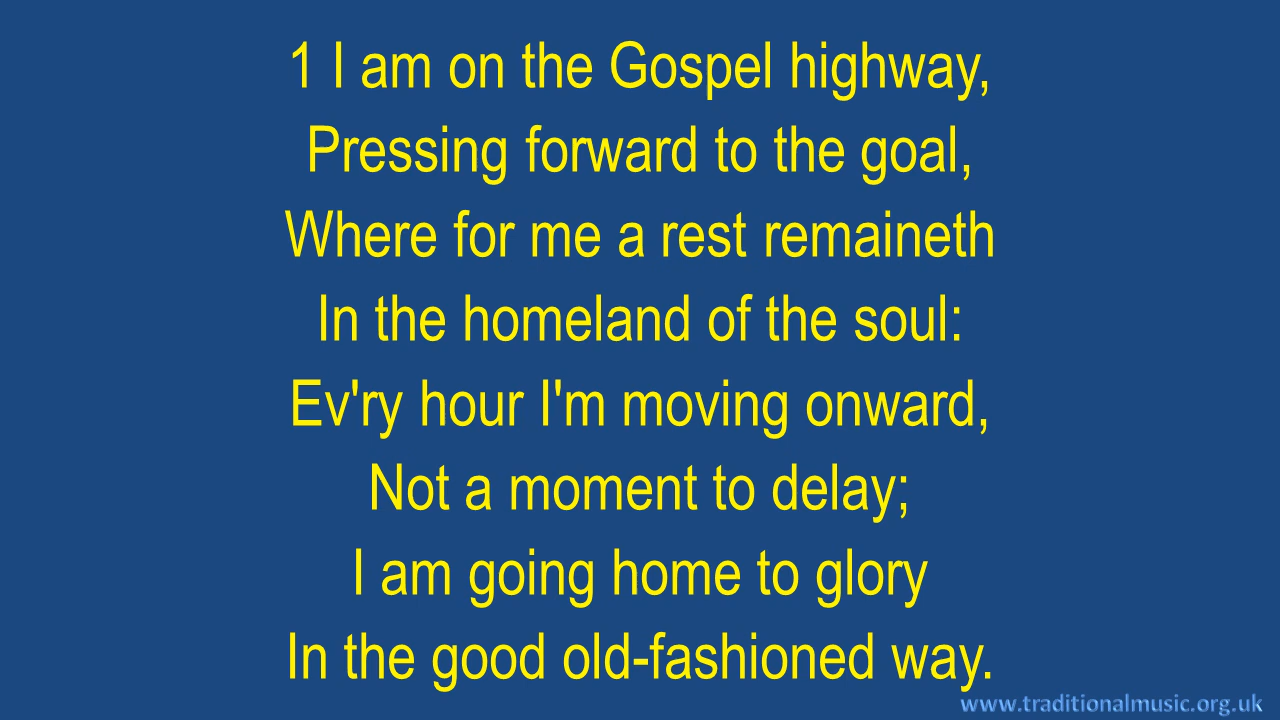 1 I am on the Gospel highway,
Pressing forward to the goal,
Where for me a rest remaineth
In the homeland of the soul:
Ev'ry hour I'm moving onward,
Not a moment to delay;
I am going home to glory
In the good old-fashioned way.
www.traditionalmusic.org.uk